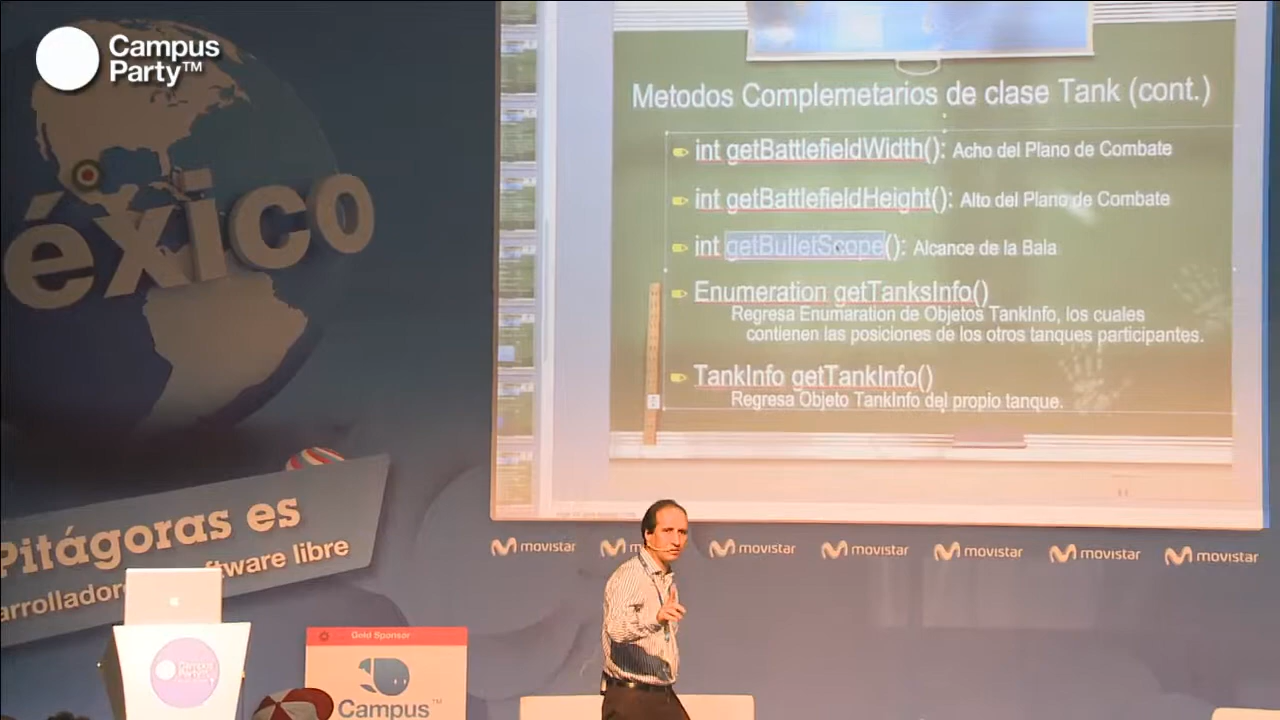 Campus
Party™
éxico
Pitágoras es
arrollador
tware libre
Metodos Complemetarios de clase Tank (cont.)
int getBattlefieldWidth(): Acho del Plano de Combate
int getBattlefieldHeight(): Alto del Plano de Combate
int getBulletScope(): Alcance de la Bala
Enumeration getTanksInfo()
Regresa Enumaration de Objetos TankInfo, los cuales
contienen las posiciones de los otros tanques participantes.
TankInfo getTankInfo()
Regresa Objeto TankInfo del propio tanque.
movistar m movistar movistar movistar movistar movistar
Gold Sponsor
Campus™
Campus
Party